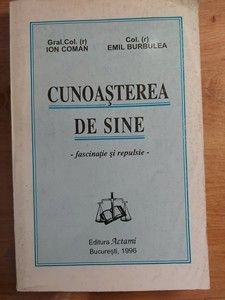 Gral.Col. (r)
ION COMAN
Col. (r)
EMIL BURBULEA
CUNOAȘTEREA
DE SINE
- fascinație și repulsie -
Editura Actami
București, 1996